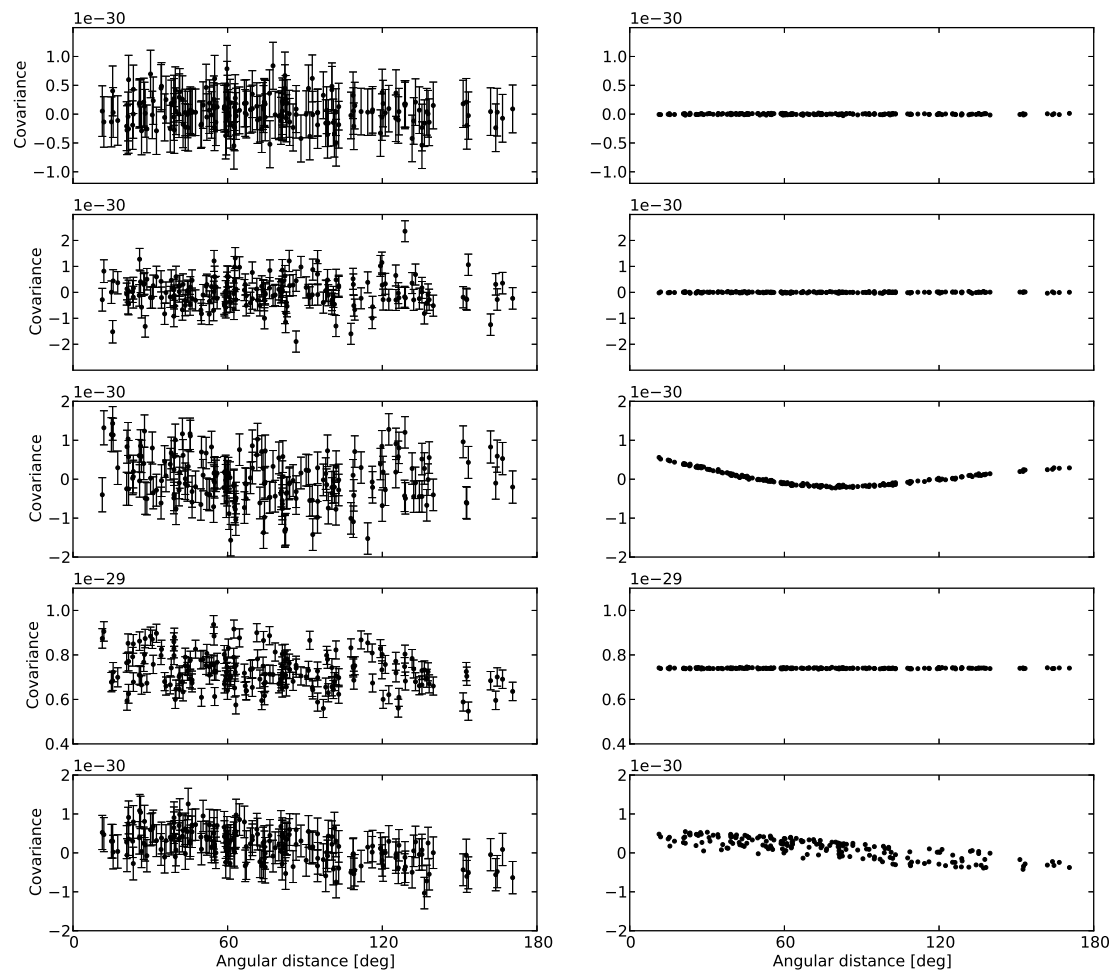 1e−30 1e−30
1.0 1.0
0.5 0.5
Covariance 0.0 0.0
−0.5 −0.5
−1.0 −1.0
1e−30 1e−30
2 2
1 1
Covariance 0 0
−1 −1
−2 −2
1e−30 1e−30
2 2
1 1
Covariance 0 0
−1 −1
−2 −2
1e−29 1e−29
1.0 1.0
0.8 0.8
Covariance
0.6 0.6
0.4 0.4
1e−30 1e−30
2 2
1 1
Covariance 0 0
−1 −1
−2 −2
0 60 120 180 0 60 120 180
Angular distance [deg] Angular distance [deg]